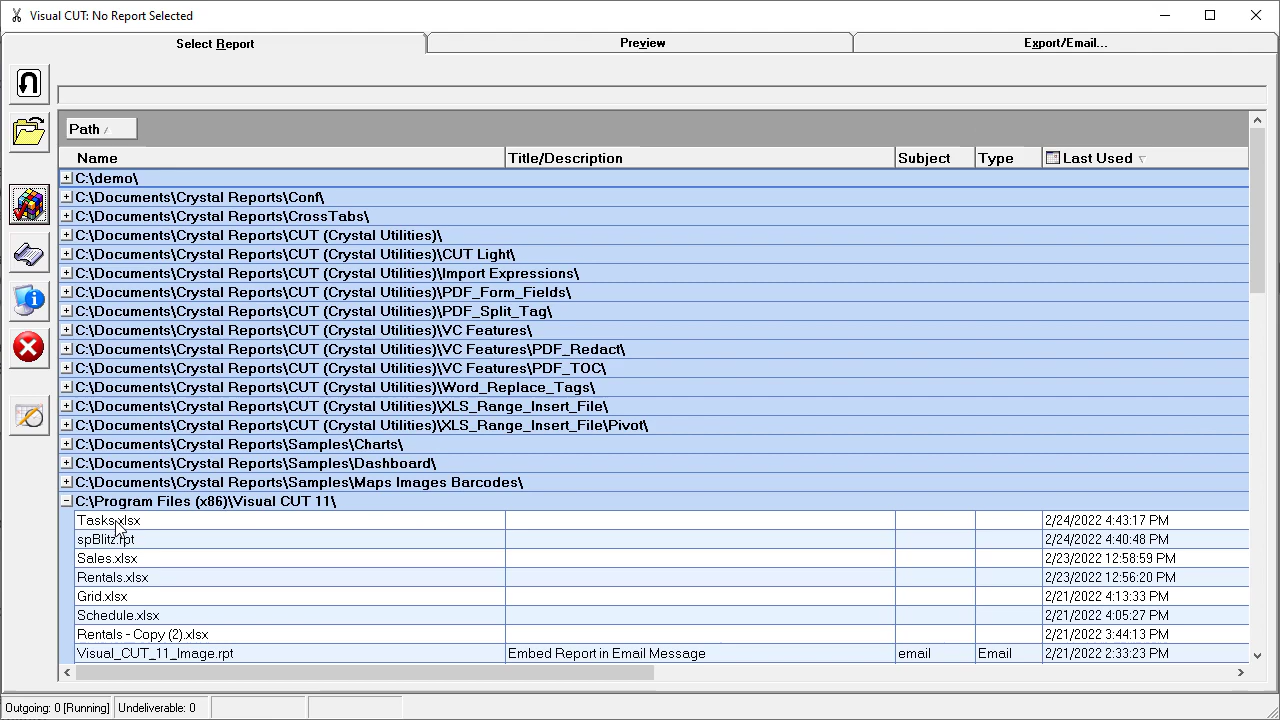 Visual CUT: No Report Selected
Select Report Preview Export/Email...
Path
Name Title/Description Subject Type Last Used
C:\demo\
C:\Documents\Crystal Reports\Conf\
C:\Documents\Crystal Reports\CrossTabs\
C:\Documents\Crystal Reports\CUT (Crystal Utilities)\
C:\Documents\Crystal Reports\CUT (Crystal Utilities)\CUT Light\
C:\Documents\Crystal Reports\CUT (Crystal Utilities)\Import Expressions\
C:\Documents\Crystal Reports\CUT (Crystal Utilities)\PDF_Form_Fields\
C:\Documents\Crystal Reports\CUT (Crystal Utilities)\PDF_Split_Tag\
C:\Documents\Crystal Reports\CUT (Crystal Utilities)\VC Features\
C:\Documents\Crystal Reports\CUT (Crystal Utilities)\VC Features\PDF_Redact\
C:\Documents\Crystal Reports\CUT (Crystal Utilities)\VC Features\PDF_TOC\
C:\Documents\Crystal Reports\CUT (Crystal Utilities)\Word_Replace_Tags\
C:\Documents\Crystal Reports\CUT (Crystal Utilities)\XLS_Range_Insert_File\
C:\Documents\Crystal Reports\CUT (Crystal Utilities)\XLS_Range_Insert_File\Pivot\
C:\Documents\Crystal Reports\Samples\Charts\
C:\Documents\Crystal Reports\Samples\Dashboard\
C:\Documents\Crystal Reports\Samples\Maps Images Barcodes\
C:\Program Files (x86)\Visual CUT 11\
Tasks.xlsx 2/24/2022 4:43:17 PM
spBlitz.rpt 2/24/2022 4:40:48 PM
Sales.xlsx 2/23/2022 12:58:59 PM
Rentals.xlsx 2/23/2022 12:56:20 PM
Grid.xlsx 2/21/2022 4:13:33 PM
Schedule.xlsx 2/21/2022 4:05:27 PM
Rentals - Copy (2).xlsx 2/21/2022 3:44:13 PM
Visual_CUT_11_Image.rpt Embed Report in Email Message email Email 2/21/2022 2:33:23 PM
Outgoing: 0 [Running] Undeliverable: 0